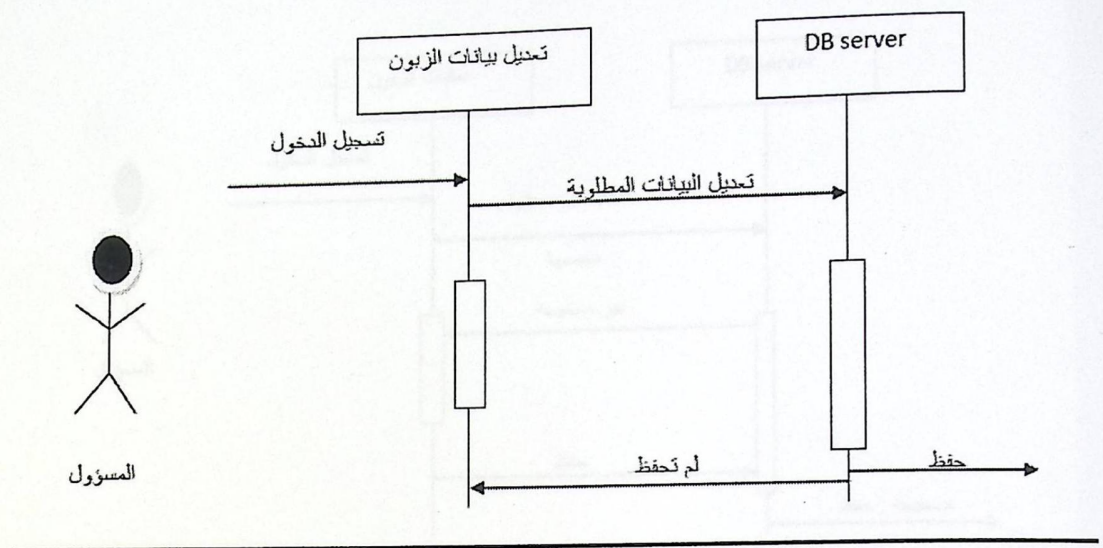 تعديل بيانات الزبون
DB server
تسجيل الدخول
تعديل البيانات المطلوبة
المسؤول
لم تحفظ
حفظ